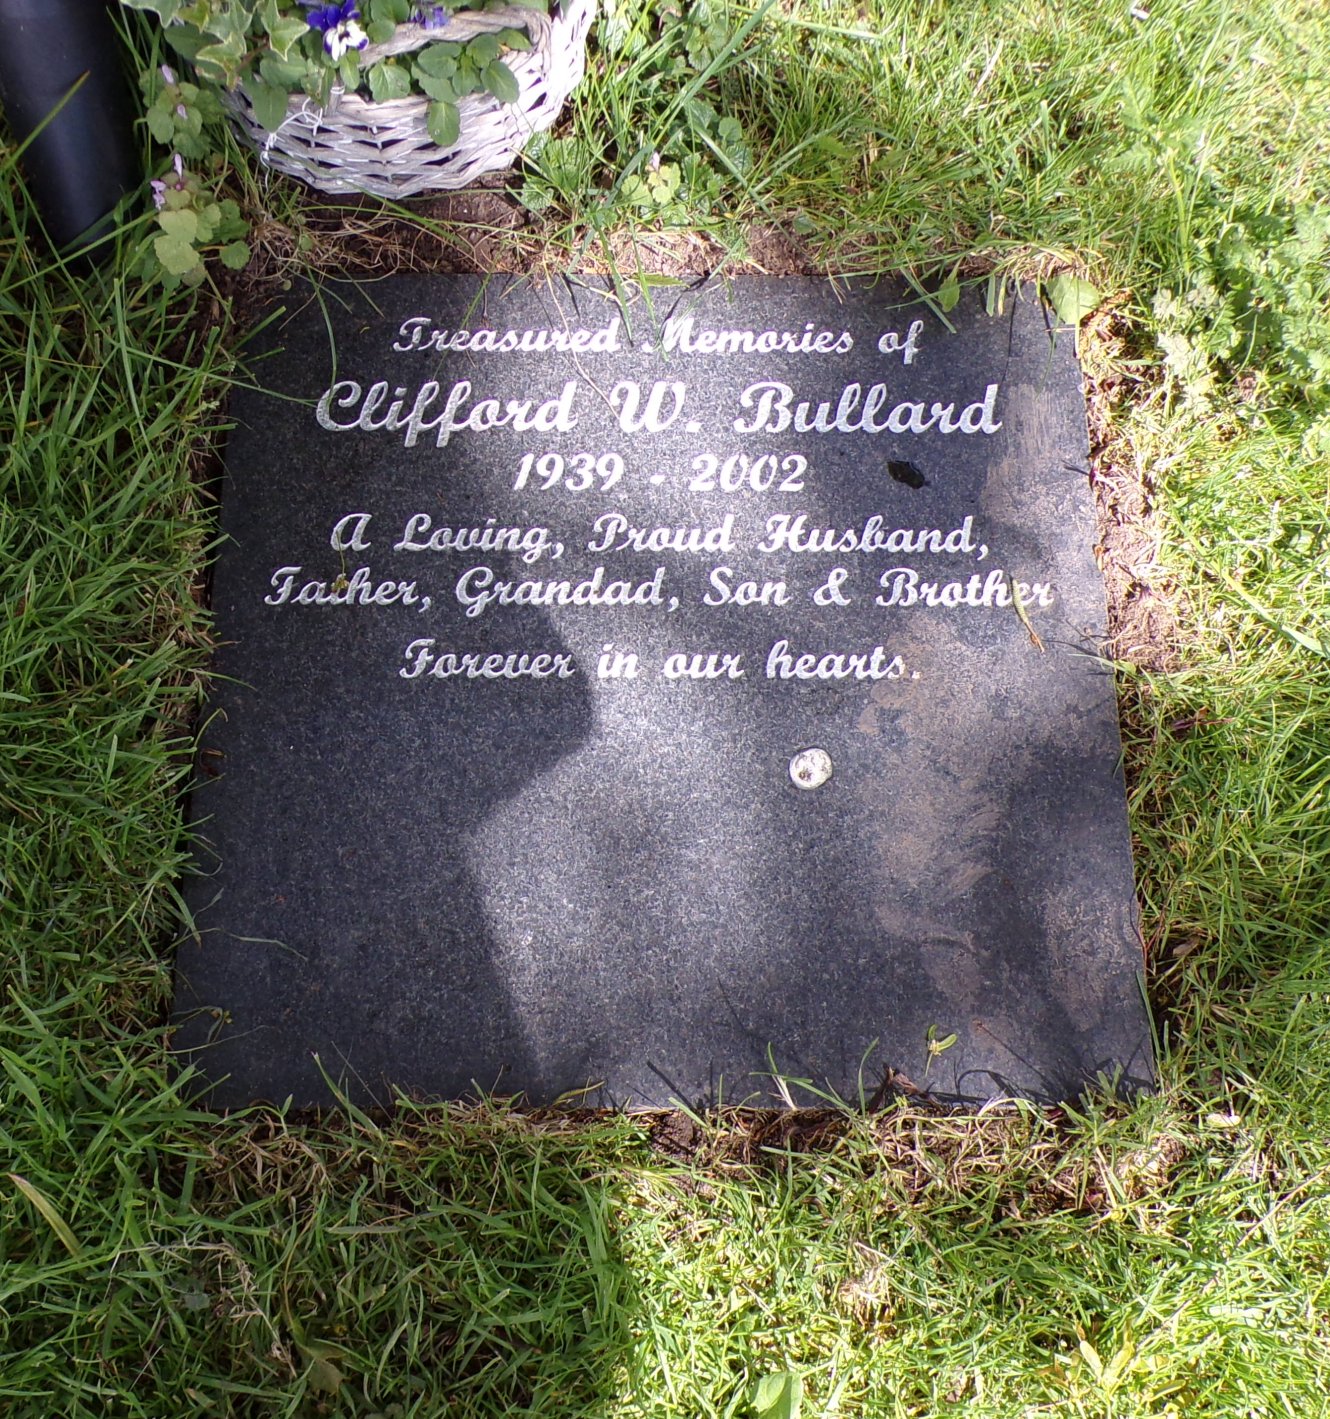 Treasured Memories of
Clifford W. Bullard
1939 - 2002
A Loving, Proud Husband,
Father, Grandad, Son & Brother
Forever in our hearts.